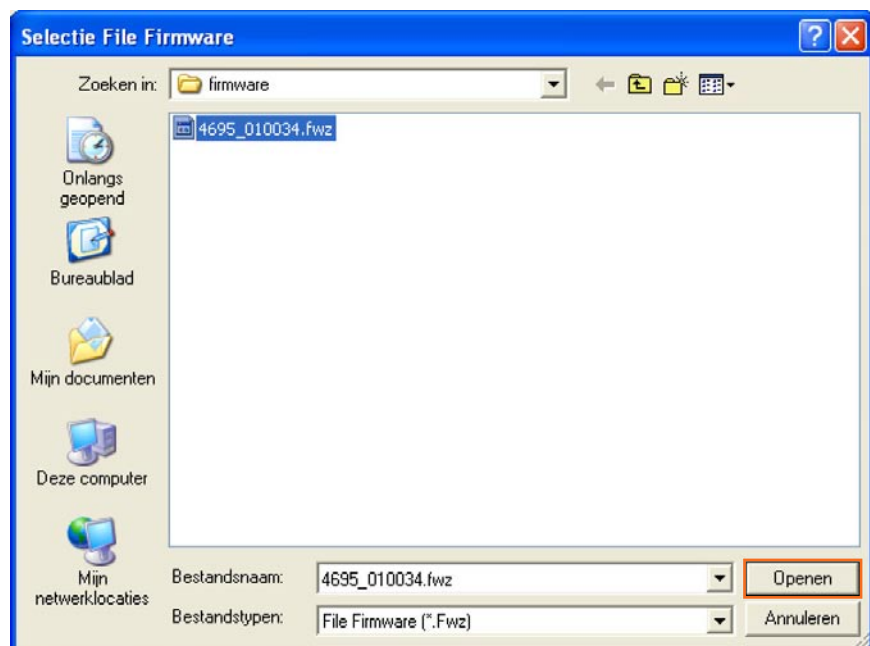 Selectie File Firmware
Zoeken in:
firmware
4695_010034.fwz
Onlangs
geopend
Bureaublad
Mijn documenten
Deze computer
Mijn
netwerklocaties
Bestandsnaam:
4695_010034.fwz
Openen
Bestandstypen:
File Firmware (*.Fwz)
Annuleren